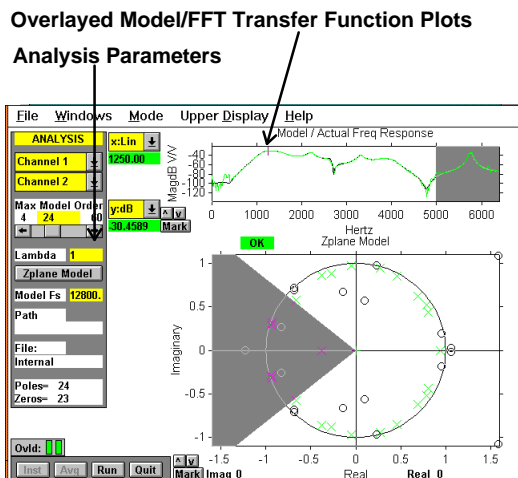 Overlayed Model/FFT Transfer Function Plots
Analysis Parameters
File Windows Mode Upper Display Help
ANALYSIS
x:Lin
Channel 1
1250.00
Channel 2
Max Model Order
4 24 60
y:dB
-30.4589
Mark
Lambda 1
Zplane Model
Model Fs 12800.
Path
File:
Internal
Poles= 24
Zeros= 23
Ovld:
Inst Avg Run Quit
Mark
Model / Actual Freq Response
MagdB V/V
-40
-60
-80
-100
-120
0 1000 2000 3000 4000 5000 6000
Hertz
OK
Zplane Model
Imaginary
1
0.5
0
-0.5
-1
-1.5 -1 -0.5 0 0.5 1 1.5
Imag 0 Real Real 0